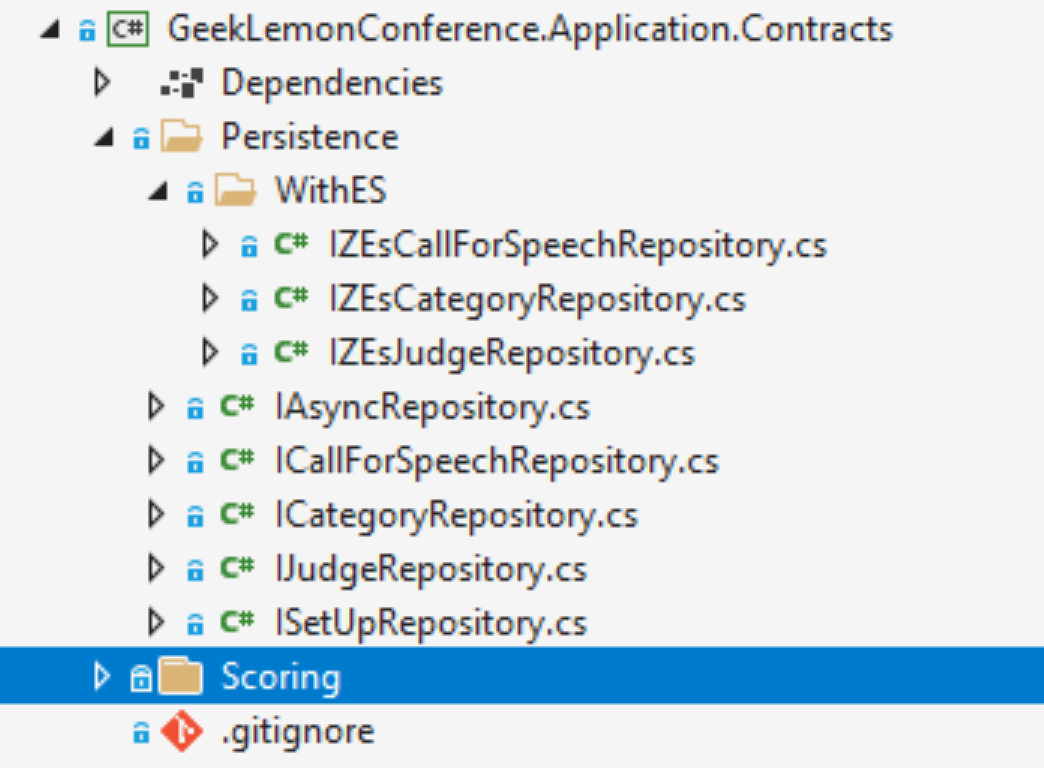 C# GeekLemonConference.Application.Contracts
Dependencies
Persistence
WithES
C# IZEsCallForSpeechRepository.cs
C# IZEsCategoryRepository.cs
C# IZEsJudgeRepository.cs
C# IAsyncRepository.cs
C# ICallForSpeechRepository.cs
C# ICategoryRepository.cs
C# IJudgeRepository.cs
C# ISetUpRepository.cs
Scoring
.gitignore